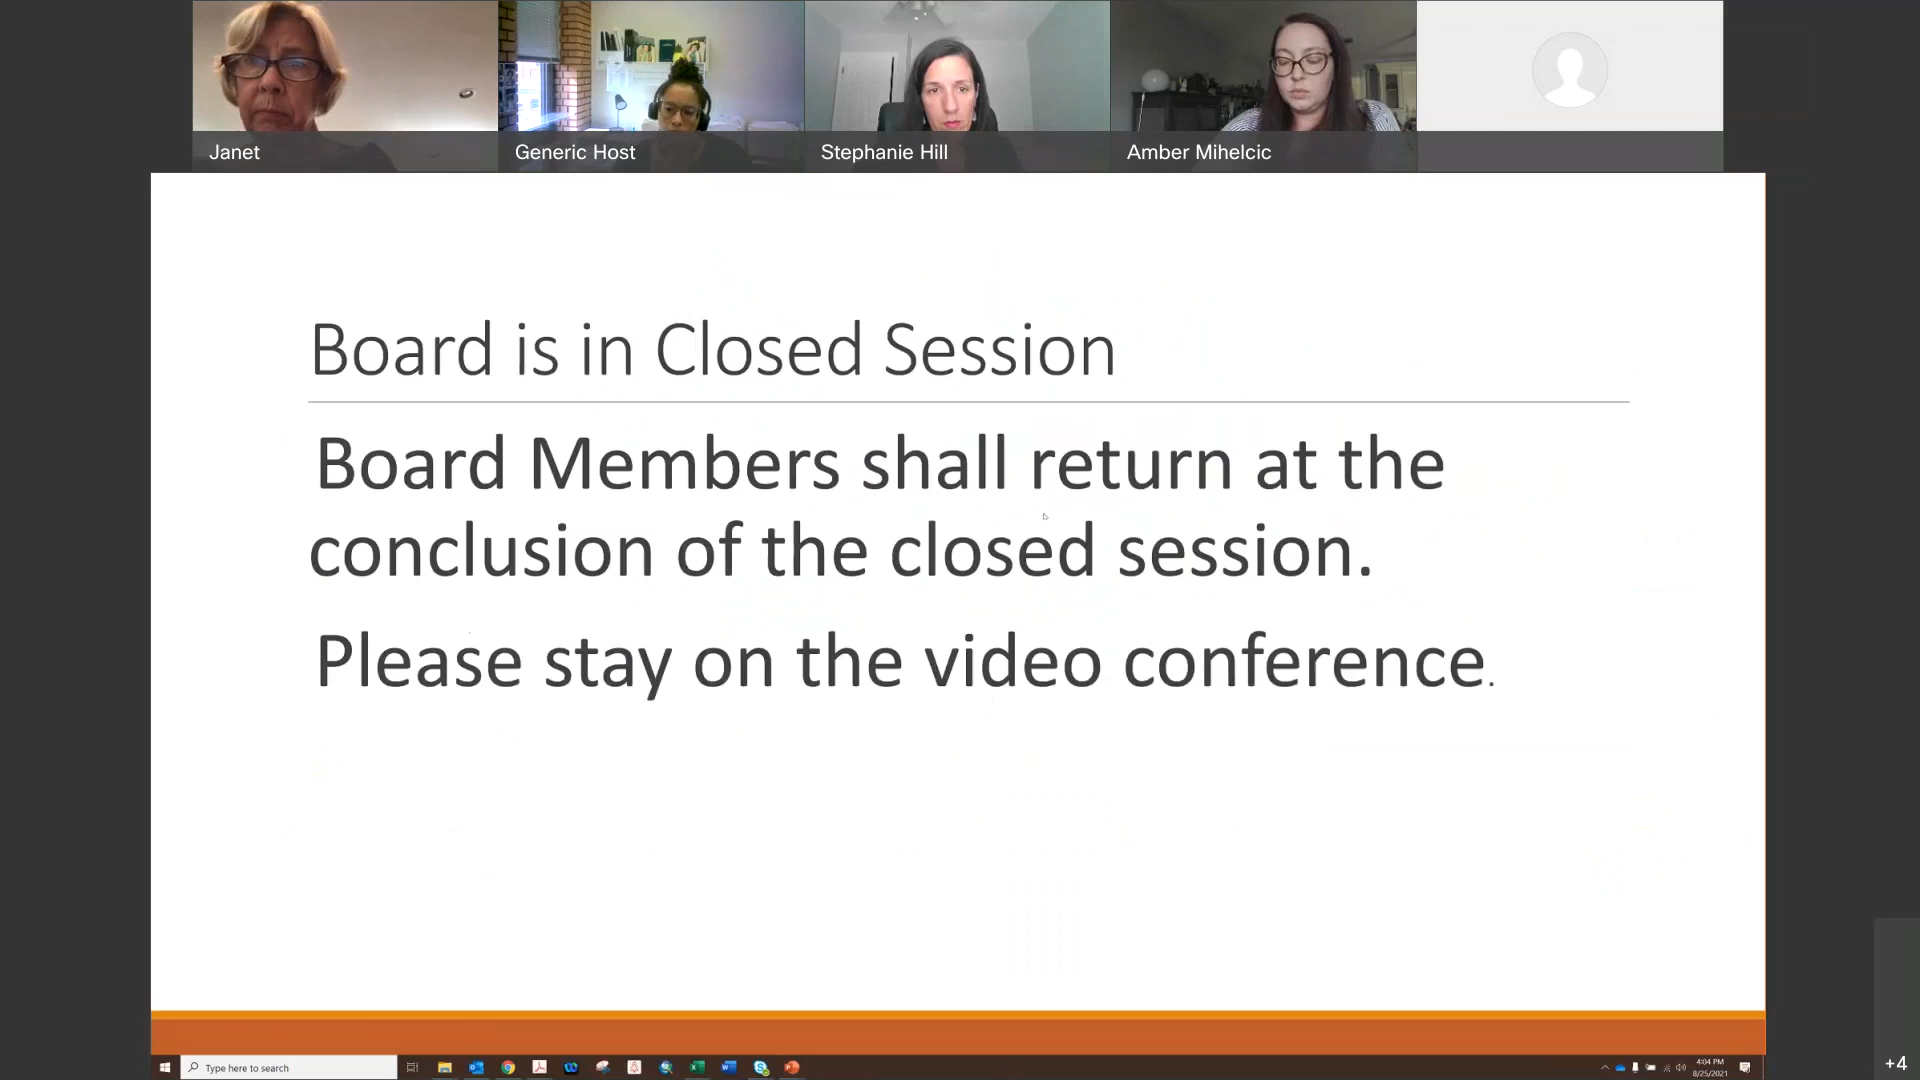 Janet
Generic Host
Stephanie Hill
Amber Mihelcic
Board is in Closed Session
Board Members shall return at the
conclusion of the closed session.
Please stay on the video conference.
Type here to search
4:04 PM
8/25/2021
+4